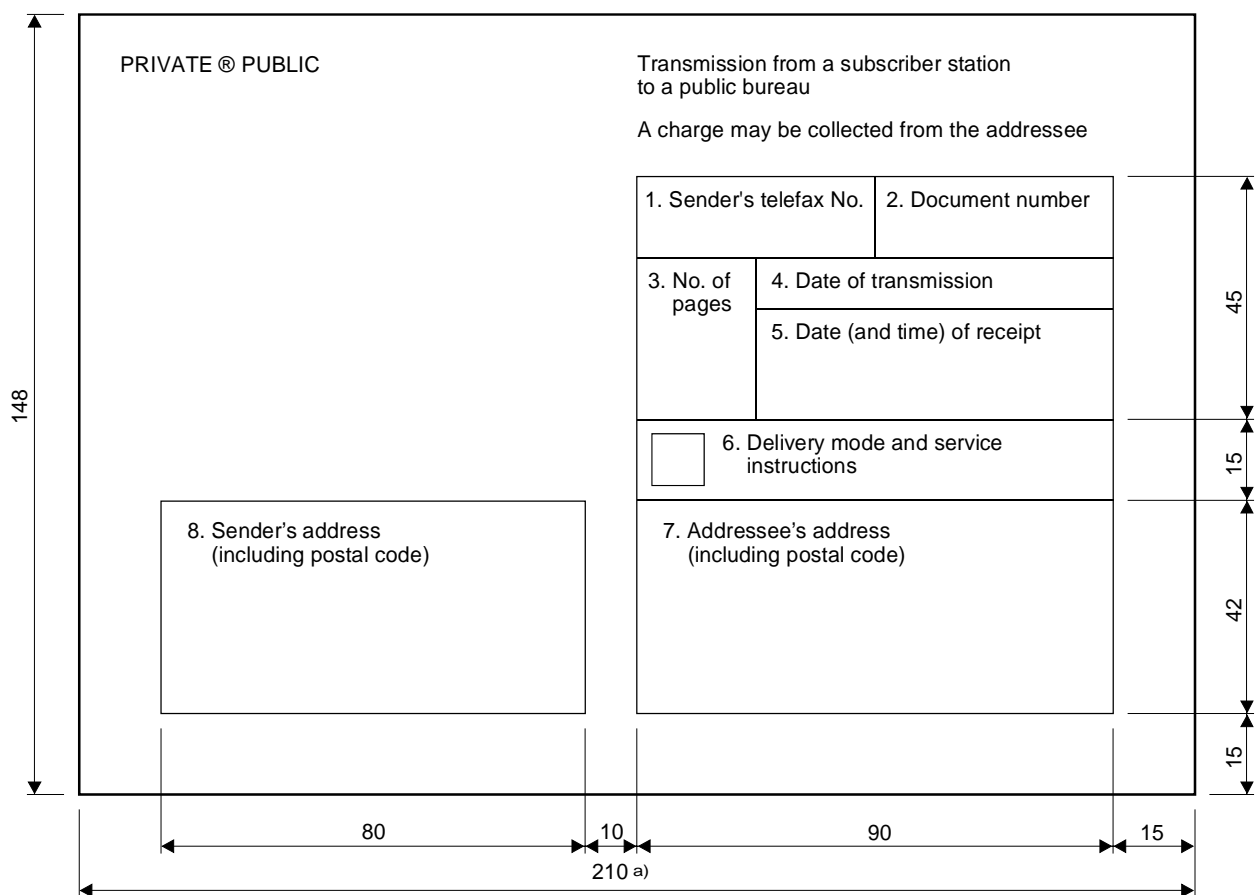 PRIVATE ® PUBLIC
Transmission from a subscriber station
to a public bureau
A charge may be collected from the addressee
1. Sender's telefax No.
2. Document number
3. No. of
pages
4. Date of transmission
5. Date (and time) of receipt
6. Delivery mode and service
instructions
8. Sender's address
(including postal code)
7. Addressee's address
(including postal code)
148
45
15
42
15
80
10
90
15
210 a)